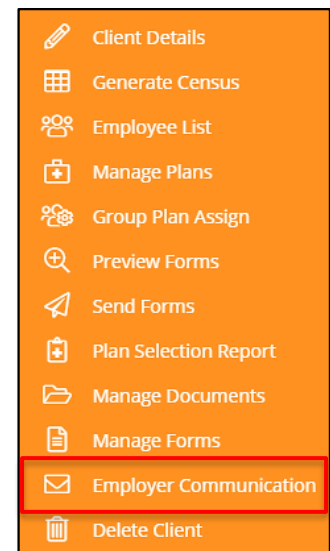 Client Details
Generate Census
Employee List
Manage Plans
Group Plan Assign
Preview Forms
Send Forms
Plan Selection Report
Manage Documents
Manage Forms
Employer Communication
Delete Client